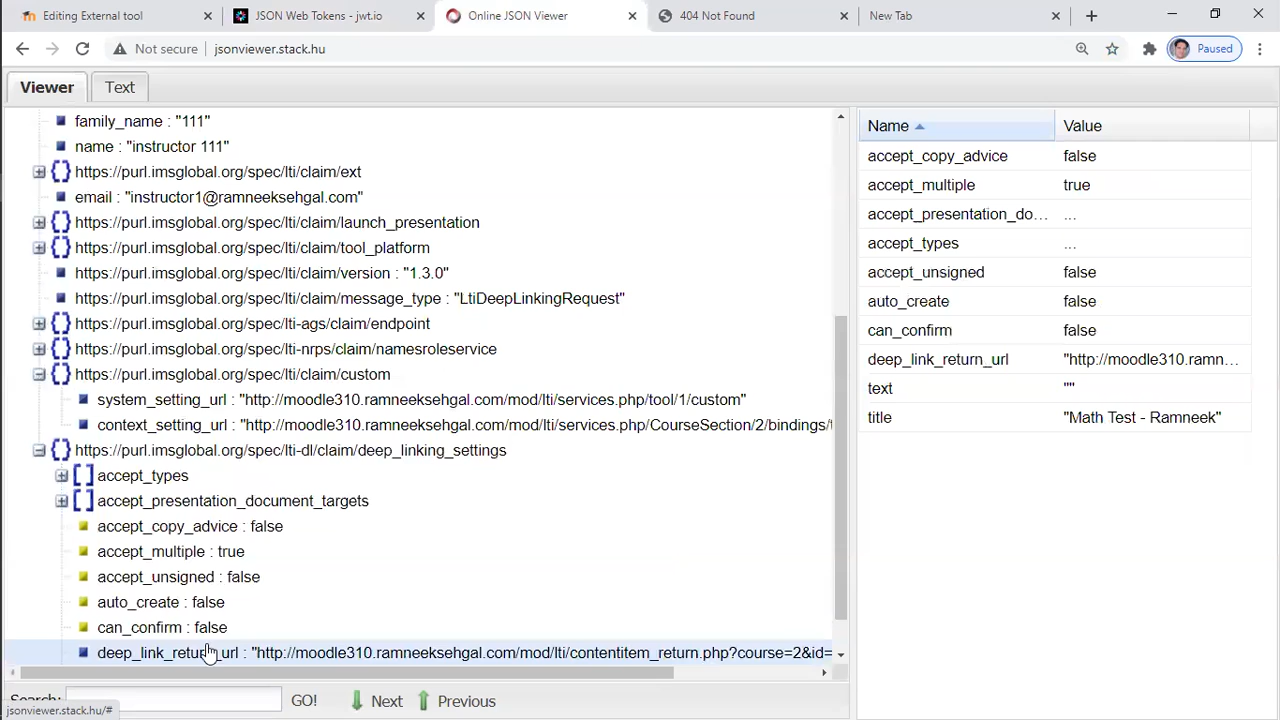 Editing External tool
JSON Web Tokens - jwt.io
Online JSON Viewer
404 Not Found
New Tab
Not secure
jsonviewer.stack.hu
Paused
Viewer
Text
family_name : "111"
name : "instructor 111"
https://purl.imsglobal.org/spec/lti/claim/ext
email : "instructor1@ramneeksehgal.com"
https://purl.imsglobal.org/spec/lti/claim/launch_presentation
https://purl.imsglobal.org/spec/lti/claim/tool_platform
https://purl.imsglobal.org/spec/lti/claim/version : "1.3.0"
https://purl.imsglobal.org/spec/lti/claim/message_type : "LtiDeepLinkingRequest"
https://purl.imsglobal.org/spec/lti-ags/claim/endpoint
https://purl.imsglobal.org/spec/lti-nrps/claim/namesroleservice
https://purl.imsglobal.org/spec/lti/claim/custom
system_setting_url : "http://moodle310.ramneeksehgal.com/mod/lti/services.php/tool/1/custom"
context_setting_url : "http://moodle310.ramneeksehgal.com/mod/lti/services.php/CourseSection/2/bindings/t
https://purl.imsglobal.org/spec/lti-dl/claim/deep_linking_settings
accept_types
accept_presentation_document_targets
accept_copy_advice : false
accept_multiple : true
accept_unsigned : false
auto_create : false
can_confirm : false
deep_link_return_url : "http://moodle310.ramneeksehgal.com/mod/lti/contentitem_return.php?course=2&id=
Search:
GO!
Next
Previous
jsonviewer.stack.hu/#
Name
Value
accept_copy_advice false
accept_multiple true
accept_presentation_do… ...
accept_types ...
accept_unsigned false
auto_create false
can_confirm false
deep_link_return_url "http://moodle310.ramn…
text ""
title "Math Test - Ramneek"